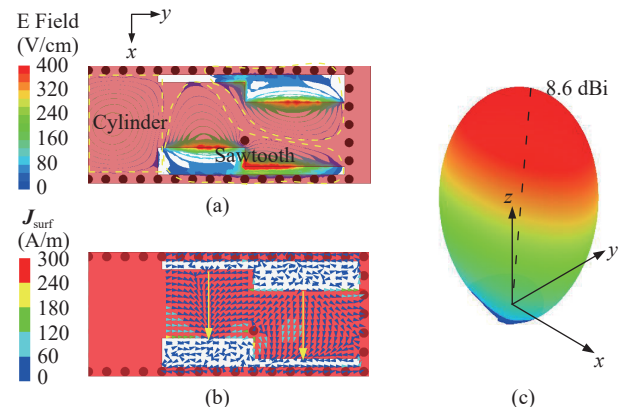 E Field
(V/cm)
400
320
240
160
80
0
y
x
Cylinder
Sawtooth
(a)
J_surf
(A/m)
300
240
180
120
60
0
(b)
8.6 dBi
z
y
x
(c)